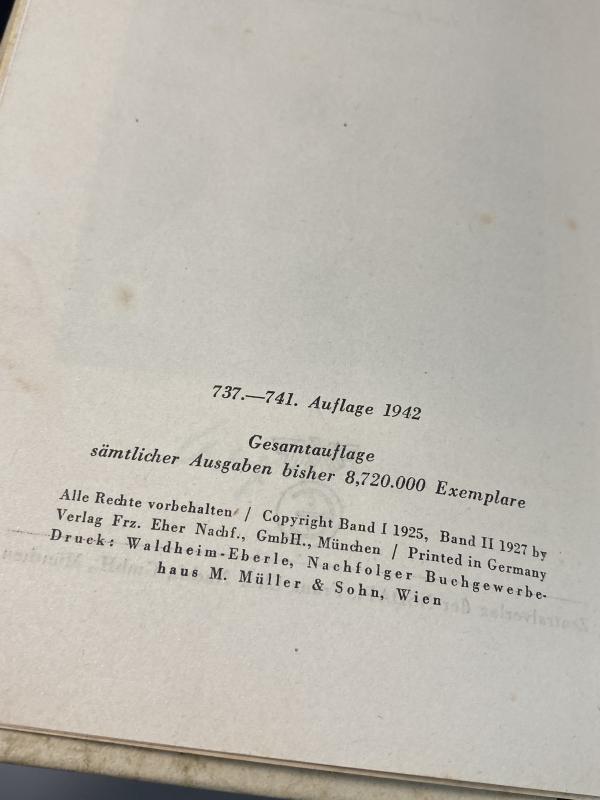 737.—741. Auflage 1942
Gesamtauflage
sämtlicher Ausgaben bisher 8,720.000 Exemplare
Alle Rechte vorbehalten / Copyright Band I 1925, Band II 1927 by
Verlag Frz. Eher Nachf., GmbH., München / Printed in Germany
Druck: Waldheim-Eberle, Nachfolger Buchgewerbe-
haus M. Müller & Sohn, Wien